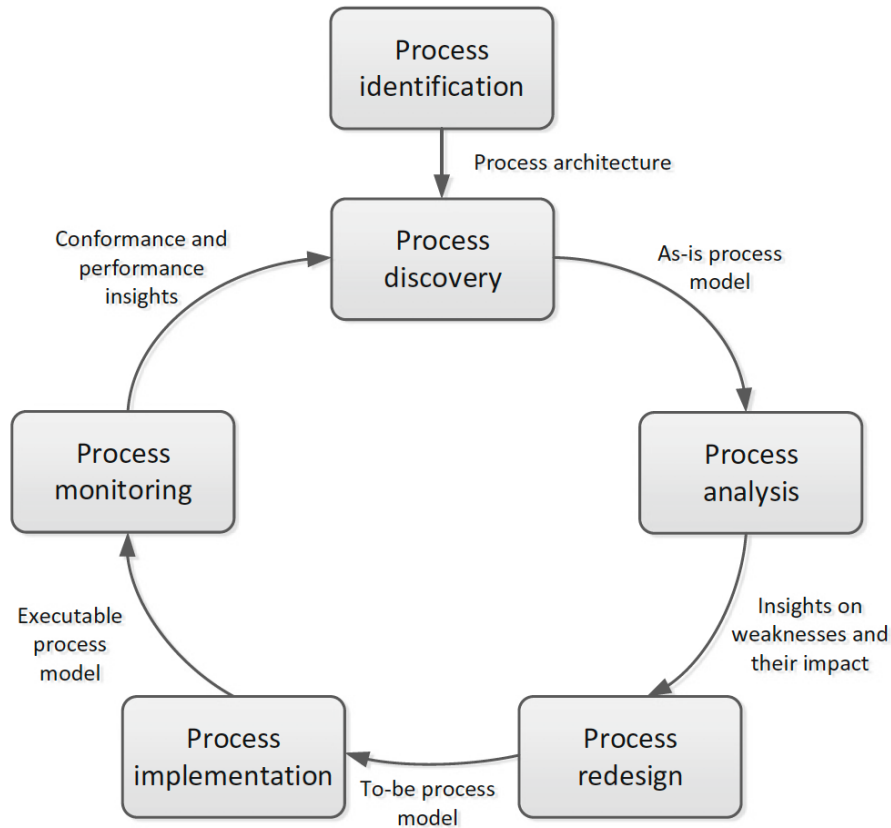 Process
identification
Process architecture
Process
discovery
As-is process
model
Process
analysis
Insights on
weaknesses and
their impact
Process
redesign
To-be process
model
Process
implementation
Executable
process
model
Process
monitoring
Conformance and
performance
insights